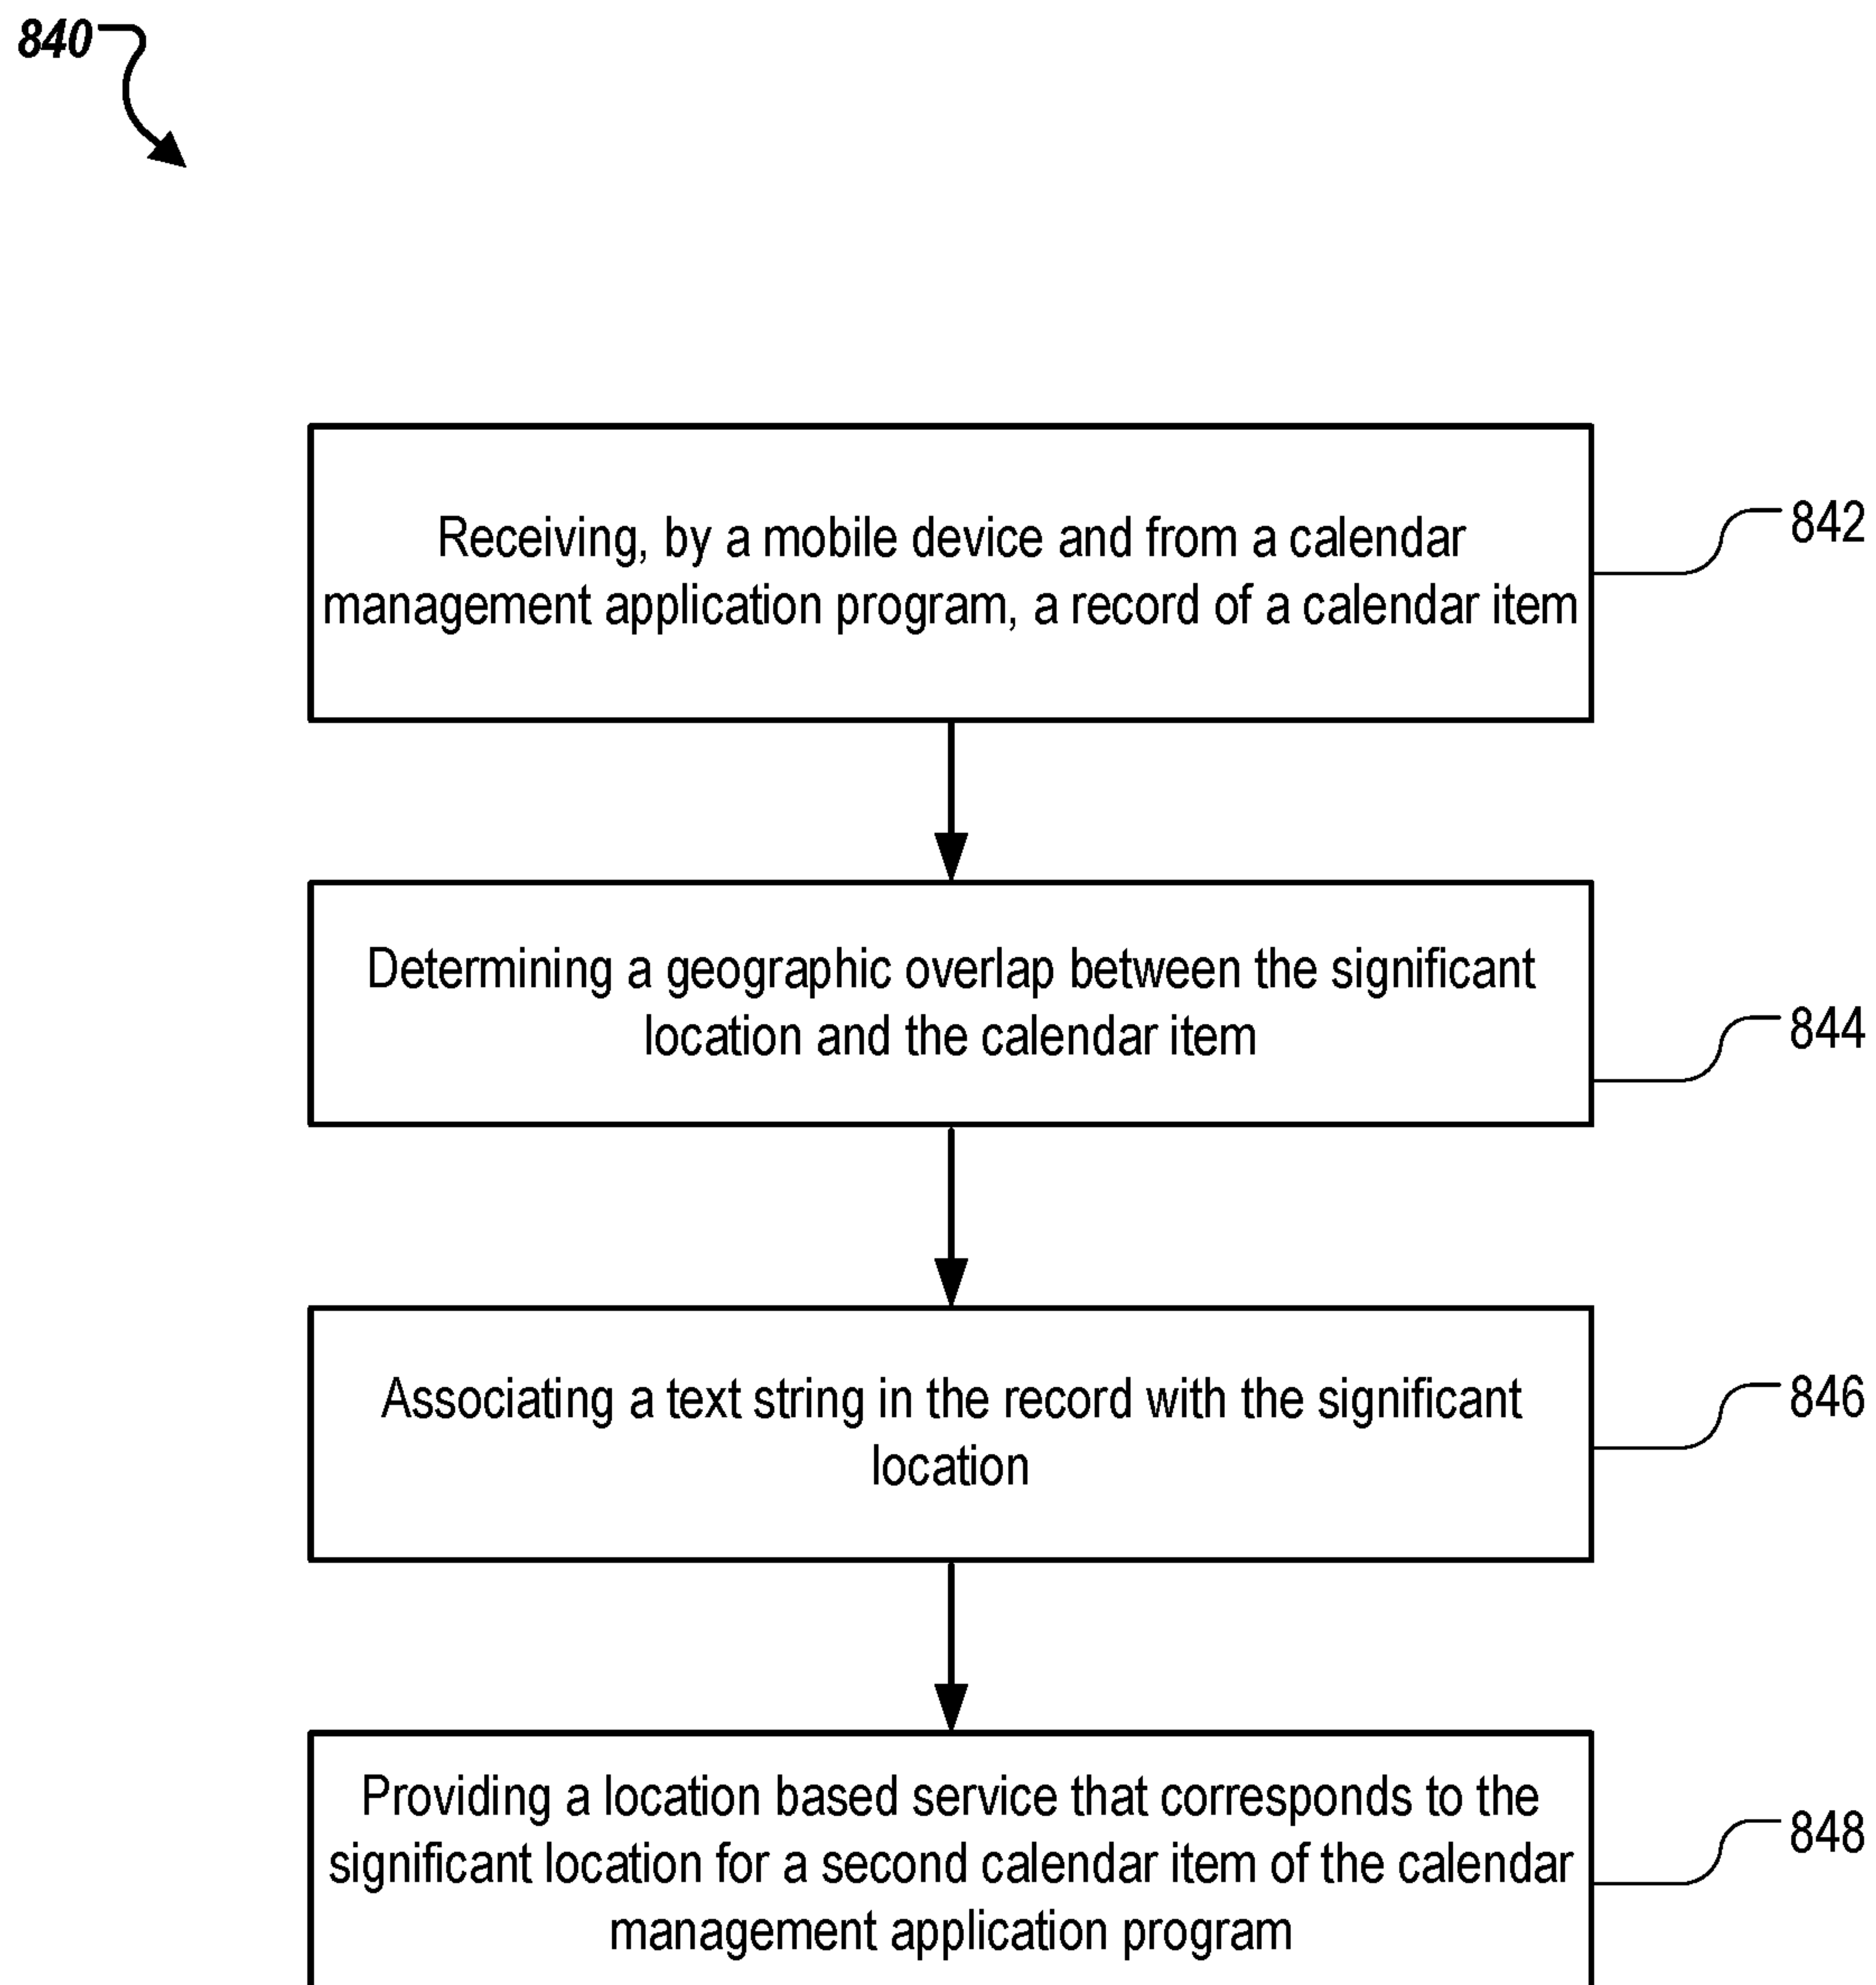 840
Receiving, by a mobile device and from a calendar
management application program, a record of a calendar item
842
Determining a geographic overlap between the significant
location and the calendar item
844
Associating a text string in the record with the significant
location
846
Providing a location based service that corresponds to the
significant location for a second calendar item of the calendar
management application program
848